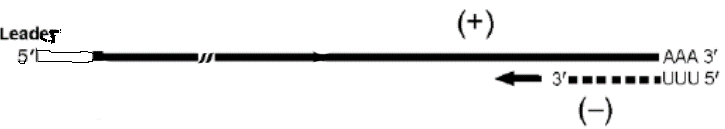 (+)
Leader
5′ AAA 3′
3′ UUU 5′
(−)